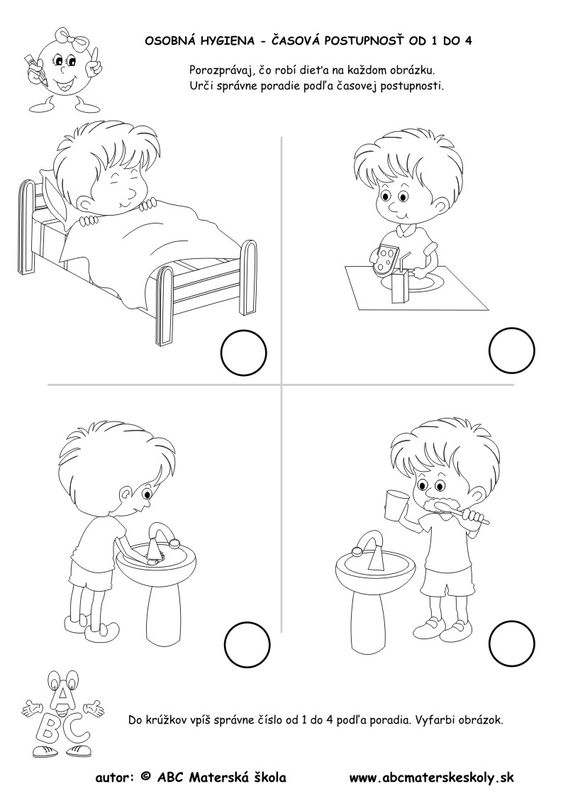 OSOBNÁ HYGIENA - ČASOVÁ POSTUPNOSŤ OD 1 DO 4
Porozprávaj, čo robí dieťa na každom obrázku.
Urči správne poradie podľa časovej postupnosti.
A
BC
Do krúžkov vpíš správne číslo od 1 do 4 podľa poradia. Vyfarbi obrázok.
autor: © ABC Materská škola www.abcmaterskeskoly.sk